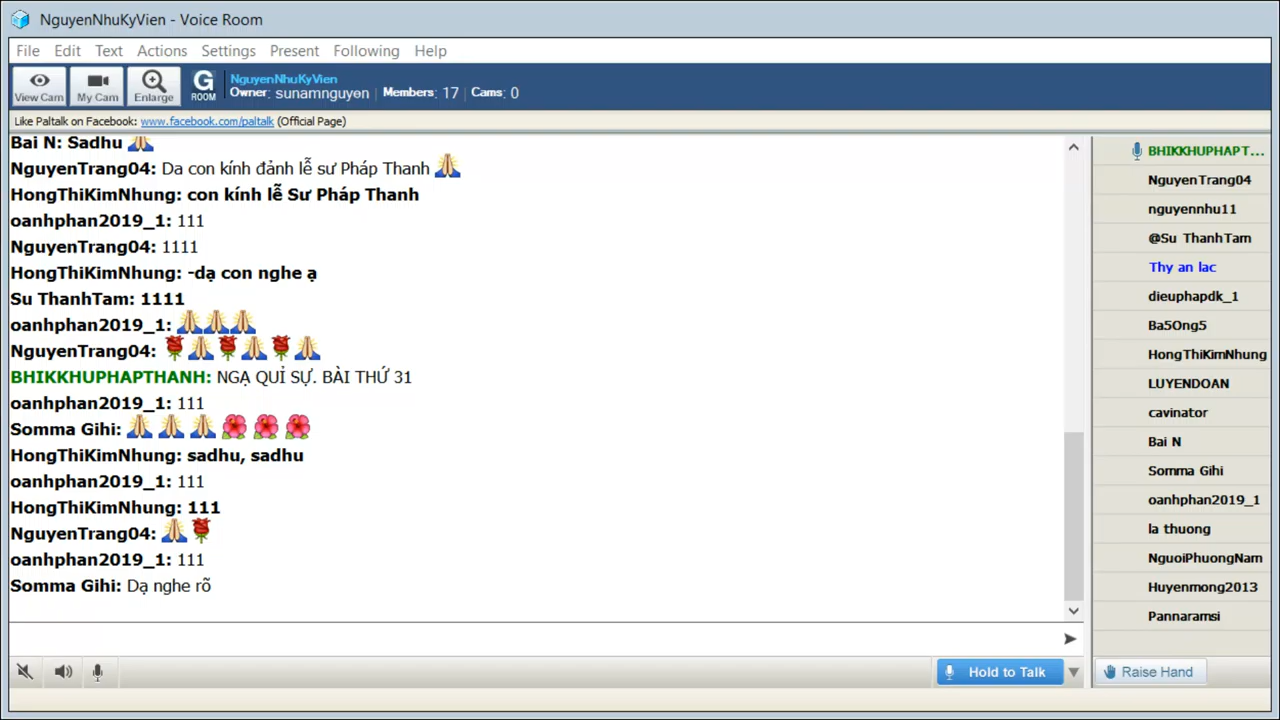 NguyenNhuKyVien - Voice Room
File Edit Text Actions Settings Present Following Help
View Cam My Cam Enlarge G ROOM
NguyenNhuKyVien
Owner: sunamnguyen | Members: 17 | Cams: 0
Like Paltalk on Facebook: www.facebook.com/paltalk (Official Page)
Bai N: Sadhu
NguyenTrang04: Da con kính đảnh lễ sư Pháp Thanh
HongThiKimNhung: con kính lễ Sư Pháp Thanh
oanhphan2019_1: 111
NguyenTrang04: 1111
HongThiKimNhung: -dạ con nghe ạ
Su ThanhTam: 1111
oanhphan2019_1:
NguyenTrang04:
BHIKKHUPHAPTHANH: NGẠ QUỈ SỰ. BÀI THỨ 31
oanhphan2019_1: 111
Somma Gihi:
HongThiKimNhung: sadhu, sadhu
oanhphan2019_1: 111
HongThiKimNhung: 111
NguyenTrang04:
oanhphan2019_1: 111
Somma Gihi: Dạ nghe rõ
BHIKKHUPHAPT...
NguyenTrang04
nguyennhu11
@Su ThanhTam
Thy an lac
dieuphapdk_1
Ba5Ong5
HongThiKimNhung
LUYENDOAN
cavinator
Bai N
Somma Gihi
oanhphan2019_1
la thuong
NguoiPhuongNam
Huyenmong2013
Pannaramsi
Hold to Talk
Raise Hand